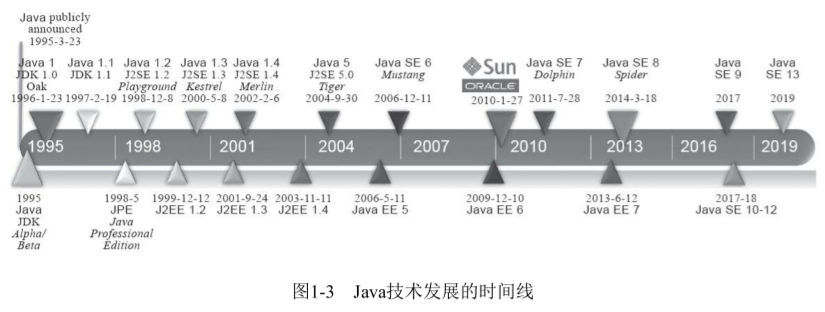 Java publicly
announced
1995-3-23
Java 1
JDK 1.0
Oak
1996-1-23
Java 1.1
JDK 1.1
1997-2-19
Java 1.2
J2SE 1.2
Playground
1998-12-8
Java 1.3
J2SE 1.3
Kestrel
2000-5-8
Java 1.4
J2SE 1.4
Merlin
2002-2-6
Java 5
J2SE 5.0
Tiger
2004-9-30
Java SE 6
Mustang
2006-12-11
Sun
ORACLE
2010-1-27
Java SE 7
Dolphin
2011-7-28
Java SE 8
Spider
2014-3-18
Java
SE 9
2017
Java
SE 13
2019
1995
1998
2001
2004
2007
2010
2013
2016
2019
1995
Java
JDK
Alpha/
Beta
1998-5
JPE
Java
Professional
Edition
1999-12-12
J2EE 1.2
2001-9-24
J2EE 1.3
2003-11-11
J2EE 1.4
2006-5-11
Java EE 5
2009-12-10
Java EE 6
2013-6-12
Java EE 7
2017-18
Java SE 10-12
图1-3 Java技术发展的时间线